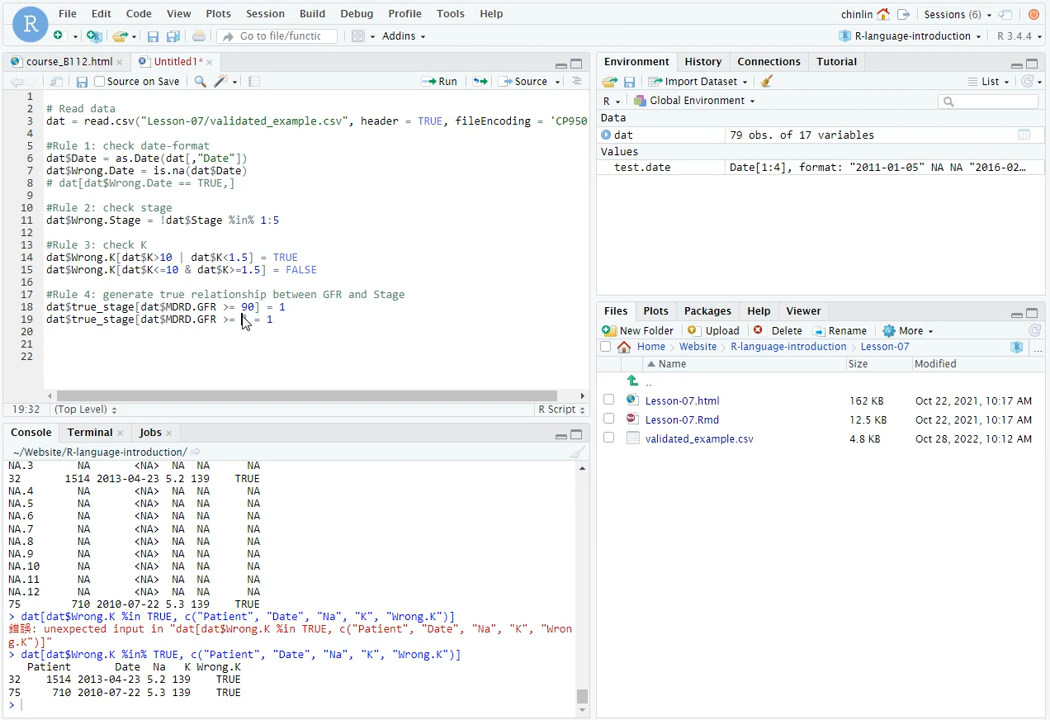 File Edit Code View Plots Session Build Debug Profile Tools Help
chinlin Sessions (6)
Go to file/functic Addins
R-language-introduction R 3.4.4
course_B112.html × Untitled1* ×
Source on Save Run Source
1
2 # Read data
3 dat = read.csv("Lesson-07/validated_example.csv", header = TRUE, fileEncoding = 'CP950
4
5 #Rule 1: check date-format
6 dat$Date = as.Date(dat[,"Date"])
7 dat$Wrong.Date = is.na(dat$Date)
8 # dat[dat$Wrong.Date == TRUE,]
9
10 #Rule 2: check stage
11 dat$Wrong.Stage = !dat$Stage %in% 1:5
12
13 #Rule 3: check K
14 dat$Wrong.K[dat$K>10 | dat$K<1.5] = TRUE
15 dat$Wrong.K[dat$K<=10 & dat$K>=1.5] = FALSE
16
17 #Rule 4: generate true relationship between GFR and Stage
18 dat$true_stage[dat$MDRD.GFR >= 90] = 1
19 dat$true_stage[dat$MDRD.GFR >= ] = 1
20
21
22
19:32 (Top Level) R Script
Console Terminal × Jobs ×
~/Website/R-language-introduction/
NA.3 NA <NA> NA NA NA
32 1514 2013-04-23 5.2 139 TRUE
NA.4 NA <NA> NA NA NA
NA.5 NA <NA> NA NA NA
NA.6 NA <NA> NA NA NA
NA.7 NA <NA> NA NA NA
NA.8 NA <NA> NA NA NA
NA.9 NA <NA> NA NA NA
NA.10 NA <NA> NA NA NA
NA.11 NA <NA> NA NA NA
NA.12 NA <NA> NA NA NA
75 710 2010-07-22 5.3 139 TRUE
> dat[dat$Wrong.K %in TRUE, c("Patient", "Date", "Na", "K", "Wrong.K")]
錯誤: unexpected input in "dat[dat$Wrong.K %in TRUE, c("Patient", "Date", "Na", "K", "Wron
g.K")]"
> dat[dat$Wrong.K %in% TRUE, c("Patient", "Date", "Na", "K", "Wrong.K")]
Patient Date Na K Wrong.K
32 1514 2013-04-23 5.2 139 TRUE
75 710 2010-07-22 5.3 139 TRUE
>
Environment History Connections Tutorial
Import Dataset List
R Global Environment
Data
dat 79 obs. of 17 variables
Values
test.date Date[1:4], format: "2011-01-05" NA NA "2016-02…
Files Plots Packages Help Viewer
New Folder Upload Delete Rename More
Home Website R-language-introduction Lesson-07 R ...
Name Size Modified
..
Lesson-07.html 162 KB Oct 22, 2021, 10:17 AM
Lesson-07.Rmd 12.5 KB Oct 22, 2021, 10:17 AM
validated_example.csv 4.8 KB Oct 28, 2022, 10:12 AM